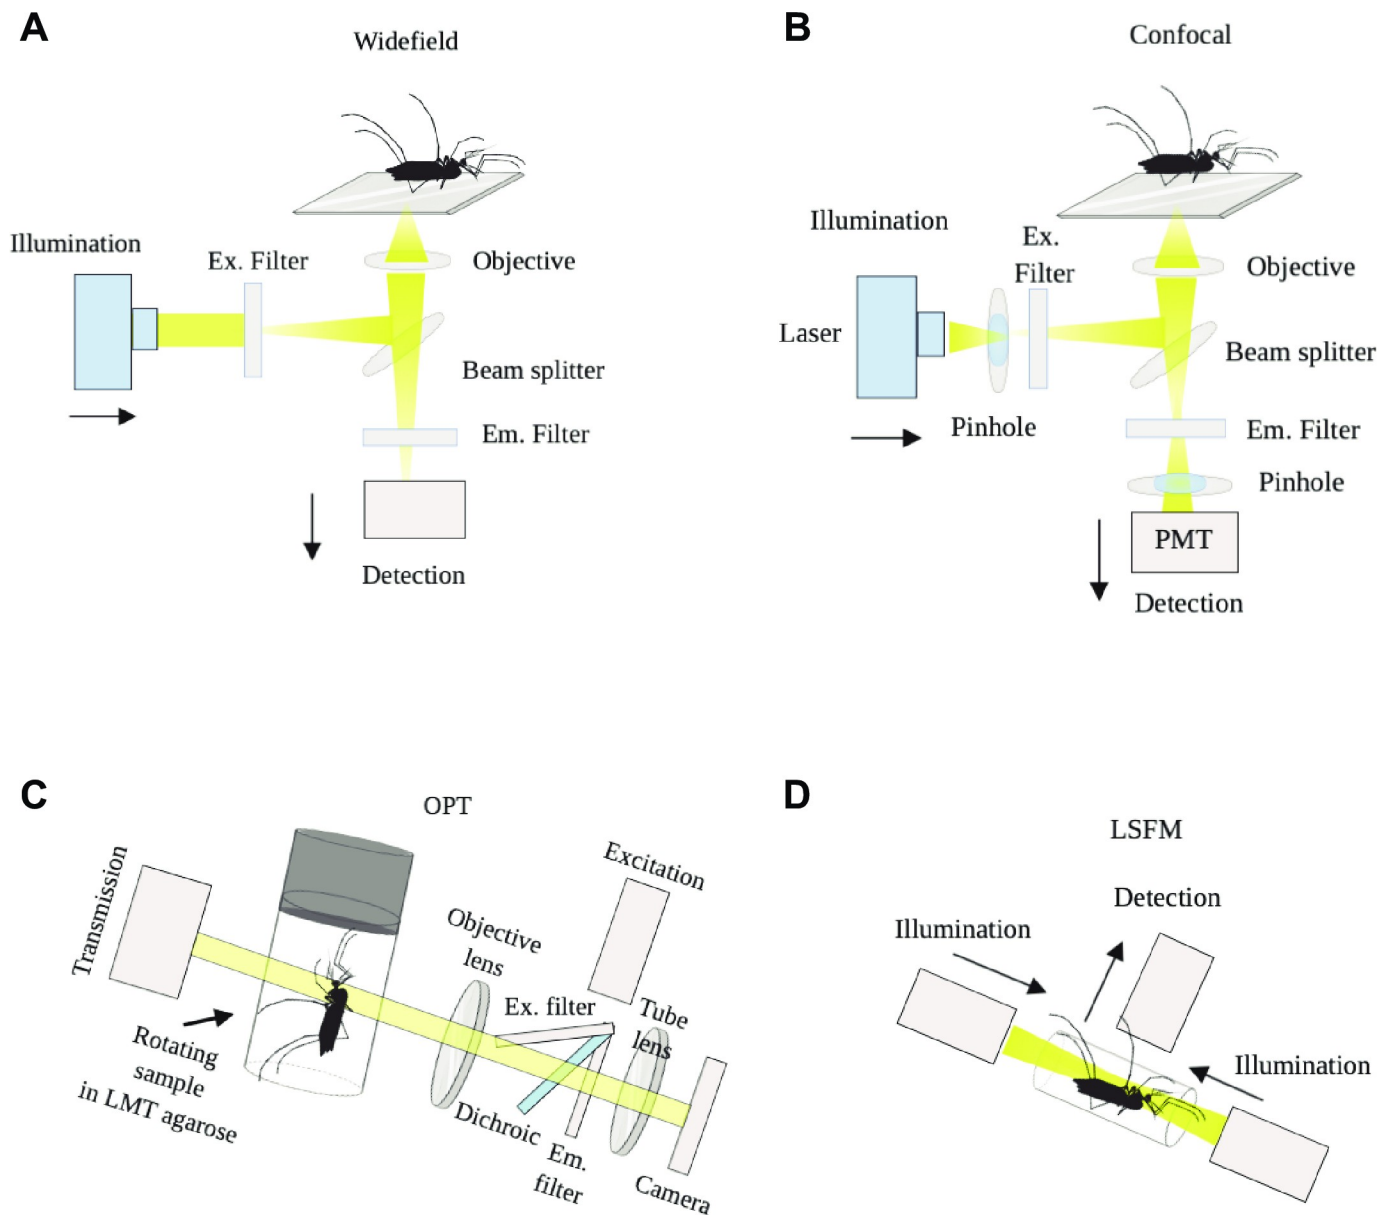 A
Widefield
Illumination
Ex. Filter
Objective
Beam splitter
Em. Filter
Detection
B
Confocal
Illumination
Ex.
Filter
Objective
Laser
Beam splitter
Pinhole
Em. Filter
Pinhole
PMT
Detection
C
OPT
Transmission
Excitation
Objective
lens
Ex. filter
Tube
lens
Rotating
sample
in LMT agarose
Dichroic
Em.
filter
Camera
D
LSFM
Detection
Illumination
Illumination